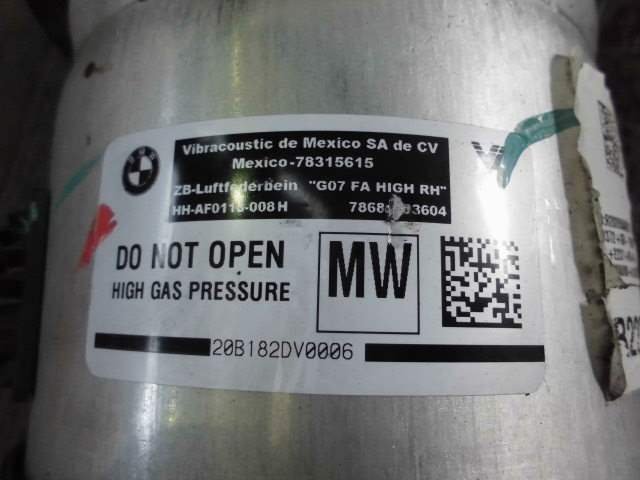 Vibracoustic de Mexico SA de CV
Mexico-78315615
ZB-Luftfederbein "G07 FA HIGH RH"
008H
DO NOT OPEN
HIGH GAS PRESSURE
MW
20B182DV0006